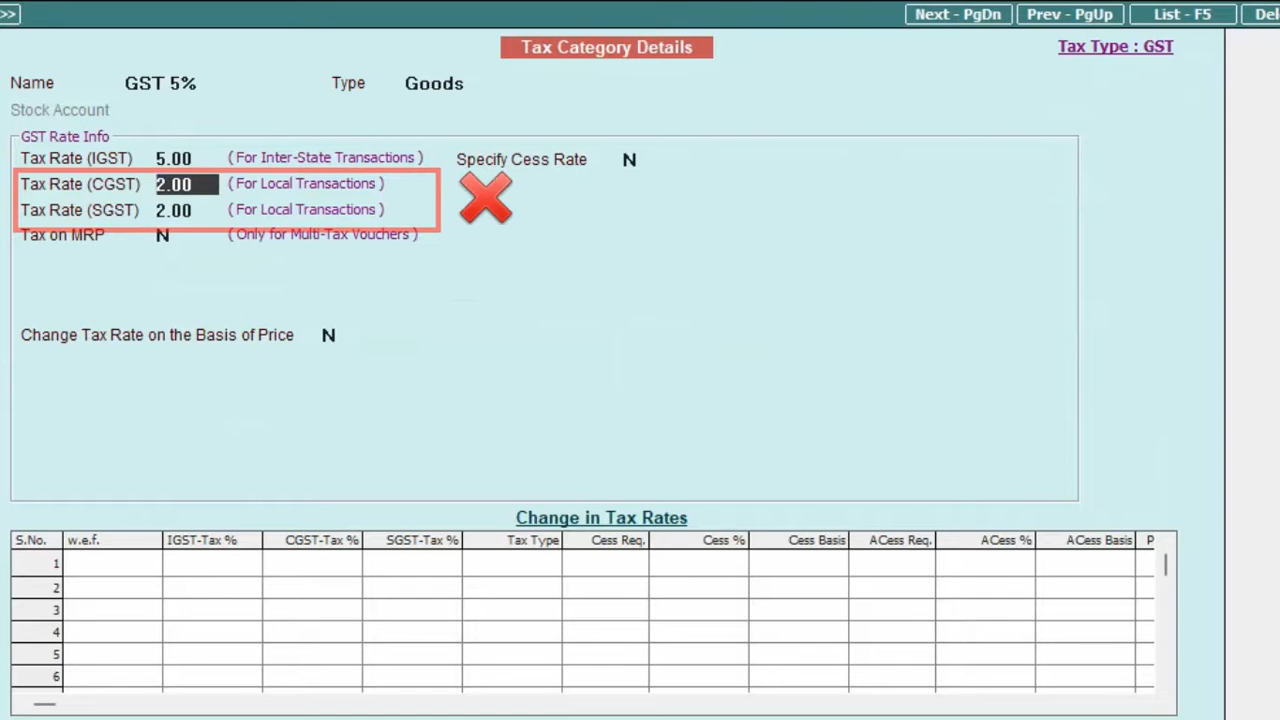 >> Next - PgDn Prev - PgUp List - F5 Del
Tax Category Details Tax Type : GST
Name GST 5% Type Goods
Stock Account
GST Rate Info
Tax Rate (IGST) 5.00 ( For Inter-State Transactions ) Specify Cess Rate N
Tax Rate (CGST) 2.00 ( For Local Transactions )
Tax Rate (SGST) 2.00 ( For Local Transactions )
Tax on MRP N ( Only for Multi-Tax Vouchers )
Change Tax Rate on the Basis of Price N
Change in Tax Rates
S.No. w.e.f. IGST-Tax % CGST-Tax % SGST-Tax % Tax Type Cess Req. Cess % Cess Basis ACess Req. ACess % ACess Basis P
1
2
3
4
5
6